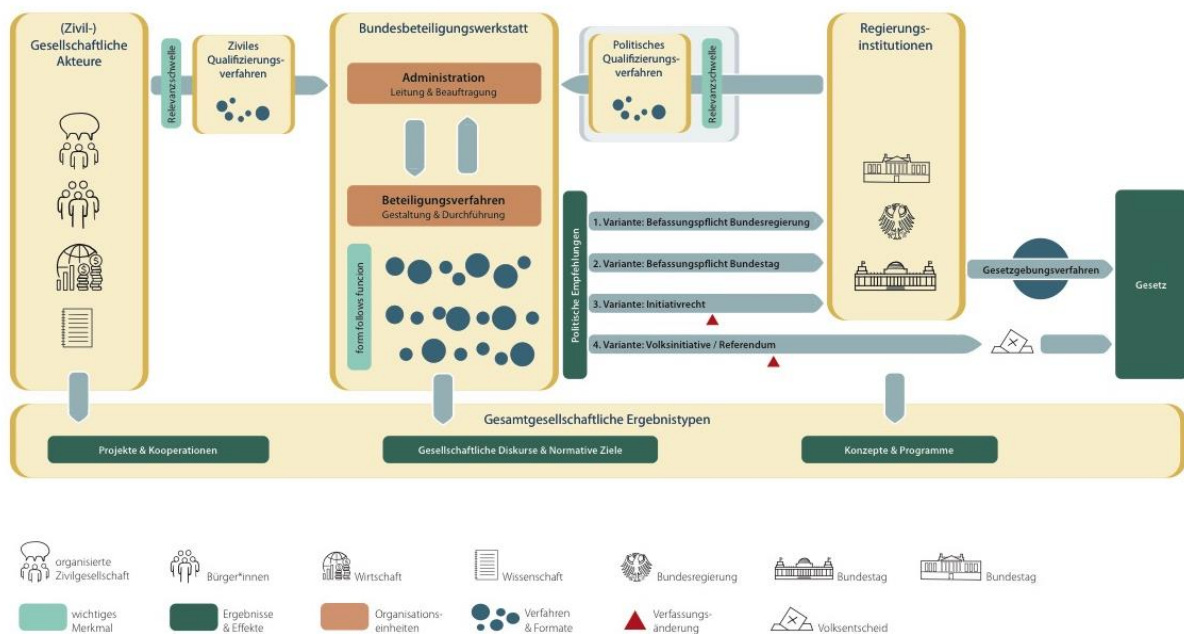 (Zivil-)
Gesellschaftliche
Akteure
Relevanzschwelle
Ziviles
Qualifizierungs-
verfahren
Bundesbeteiligungswerkstatt
Administration
Leitung & Beauftragung
Beteiligungsverfahren
Gestaltung & Durchführung
form follows funcion
Politisches
Qualifizierungs-
verfahren
Relevanzschwelle
Regierungs-
institutionen
Politische Empfehlungen
1. Variante: Befassungspflicht Bundesregierung
2. Variante: Befassungspflicht Bundestag
3. Variante: Initiativrecht
4. Variante: Volksinitiative / Referendum
Gesetzgebungsverfahren
Gesetz
Gesamtgesellschaftliche Ergebnistypen
Projekte & Kooperationen
Gesellschaftliche Diskurse & Normative Ziele
Konzepte & Programme
organisierte
Zivilgesellschaft
Bürger*innen
Wirtschaft
Wissenschaft
Bundesregierung
Bundestag
Bundestag
wichtiges
Merkmal
Ergebnisse
& Effekte
Organisations-
einheiten
Verfahren
& Formate
Verfassungs-
änderung
Volksentscheid